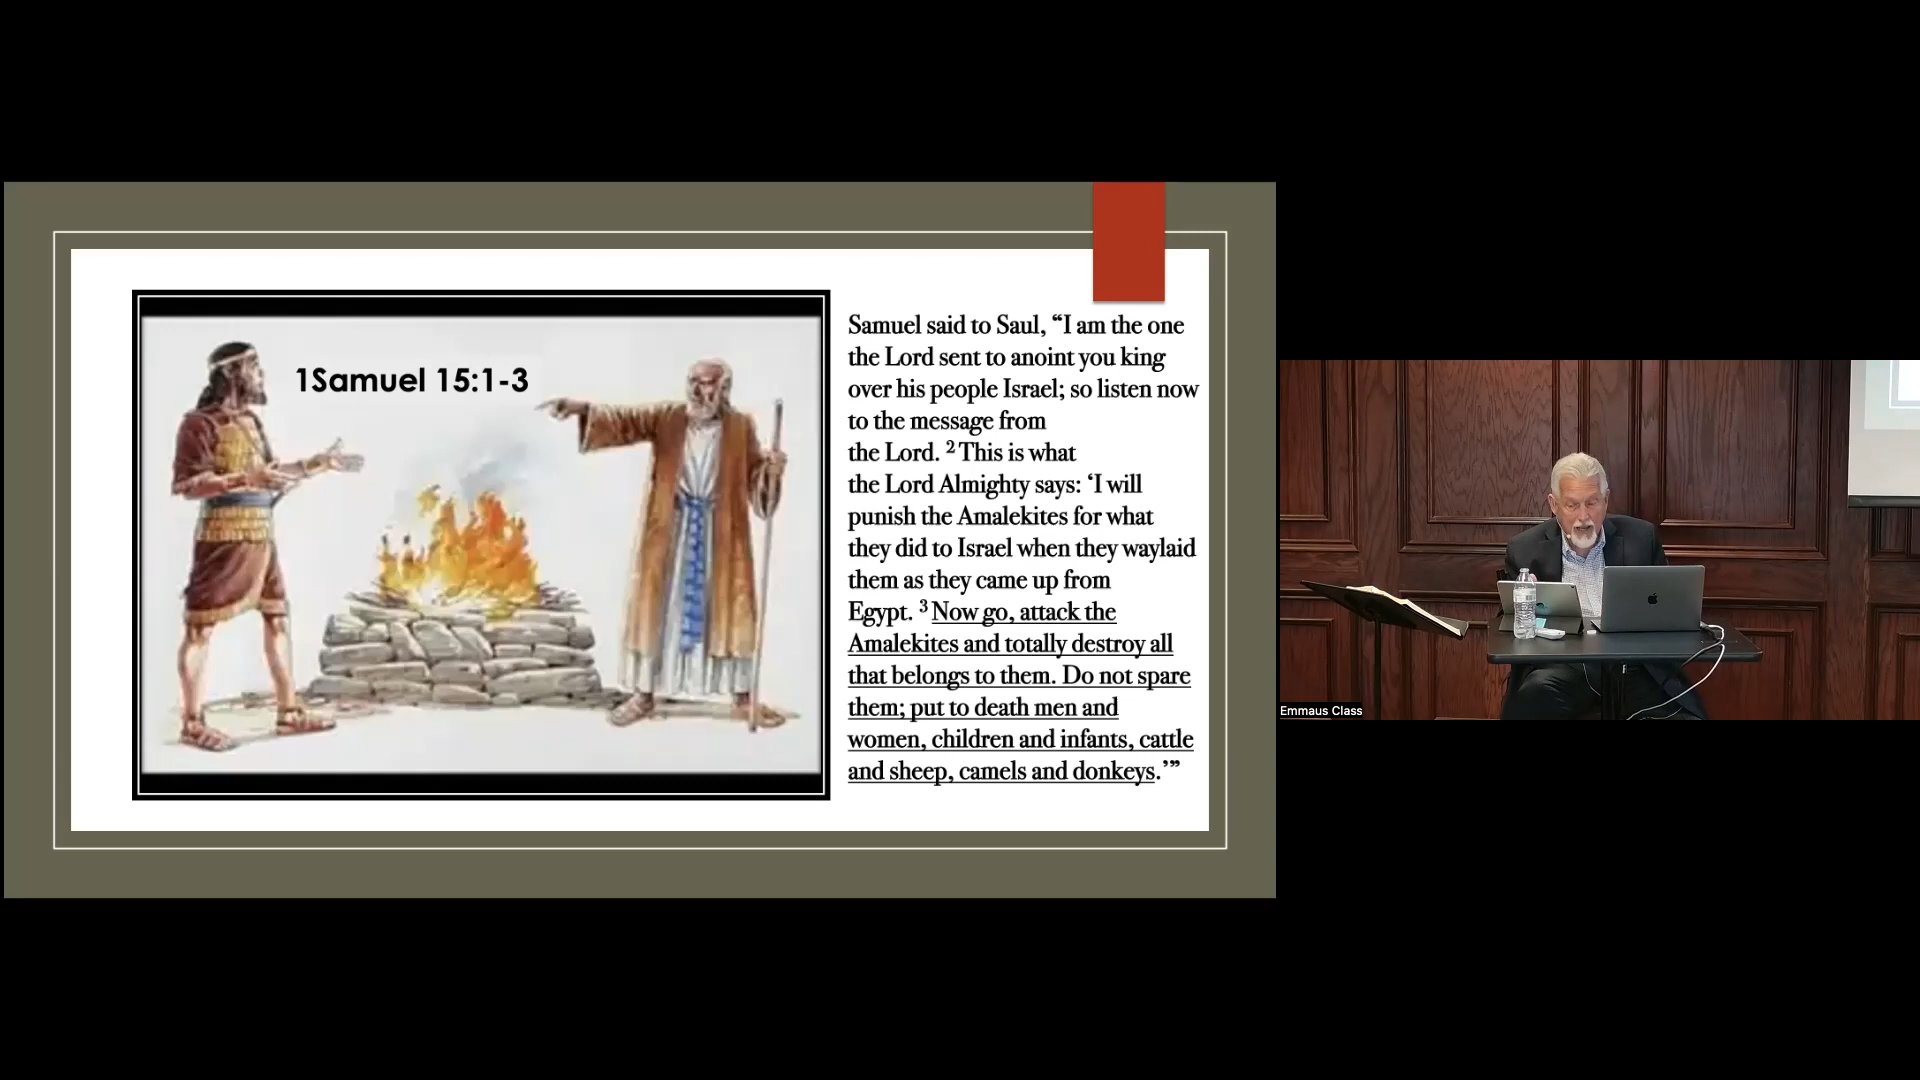 1Samuel 15:1-3
Samuel said to Saul, “I am the one
the Lord sent to anoint you king
over his people Israel; so listen now
to the message from
the Lord. ² This is what
the Lord Almighty says: ‘I will
punish the Amalekites for what
they did to Israel when they waylaid
them as they came up from
Egypt. ³ Now go, attack the
Amalekites and totally destroy all
that belongs to them. Do not spare
them; put to death men and
women, children and infants, cattle
and sheep, camels and donkeys.’”
Emmaus Class